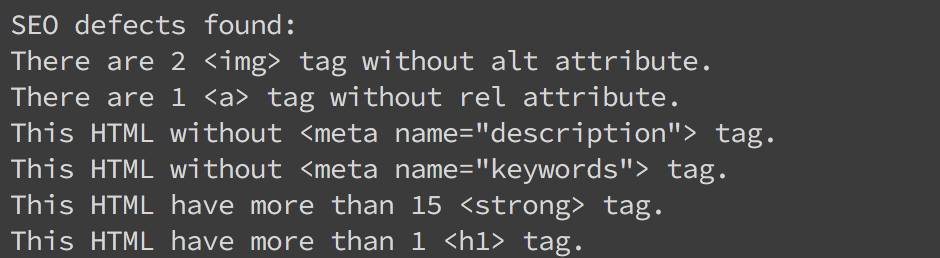 SEO defects found:
There are 2 <img> tag without alt attribute.
There are 1 <a> tag without rel attribute.
This HTML without <meta name="description"> tag.
This HTML without <meta name="keywords"> tag.
This HTML have more than 15 <strong> tag.
This HTML have more than 1 <h1> tag.